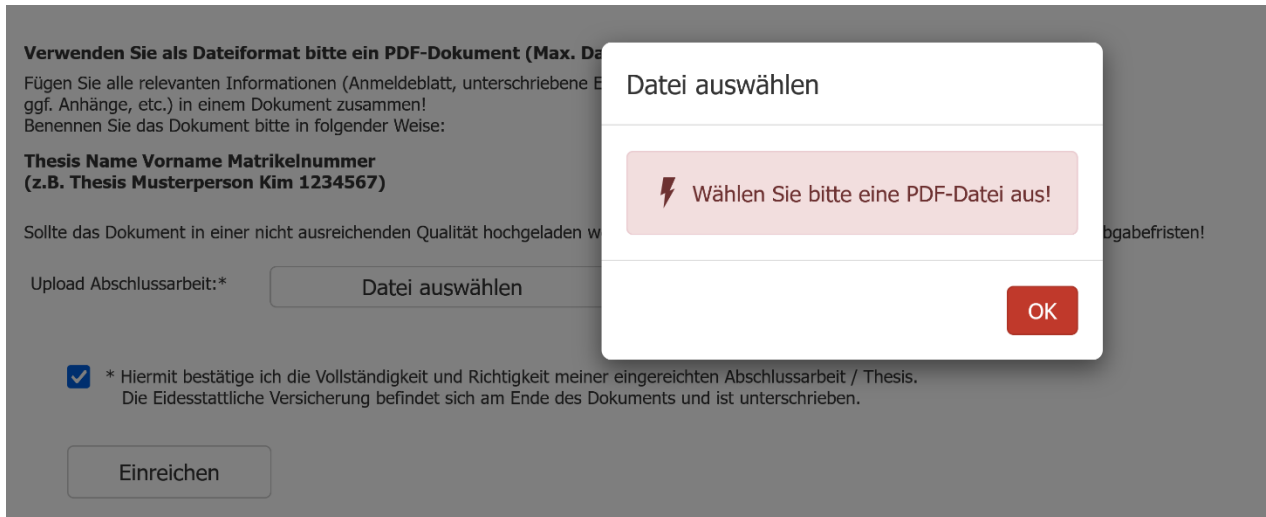 Verwenden Sie als Dateiformat bitte ein PDF-Dokument (Max. Da
Fügen Sie alle relevanten Informationen (Anmeldeblatt, unterschriebene E
ggf. Anhänge, etc.) in einem Dokument zusammen!
Benennen Sie das Dokument bitte in folgender Weise:
Thesis Name Vorname Matrikelnummer
(z.B. Thesis Musterperson Kim 1234567)
Sollte das Dokument in einer nicht ausreichenden Qualität hochgeladen w bgabefristen!
Upload Abschlussarbeit:* Datei auswählen
* Hiermit bestätige ich die Vollständigkeit und Richtigkeit meiner eingereichten Abschlussarbeit / Thesis.
Die Eidesstattliche Versicherung befindet sich am Ende des Dokuments und ist unterschrieben.
Einreichen
Datei auswählen
Wählen Sie bitte eine PDF-Datei aus!
OK